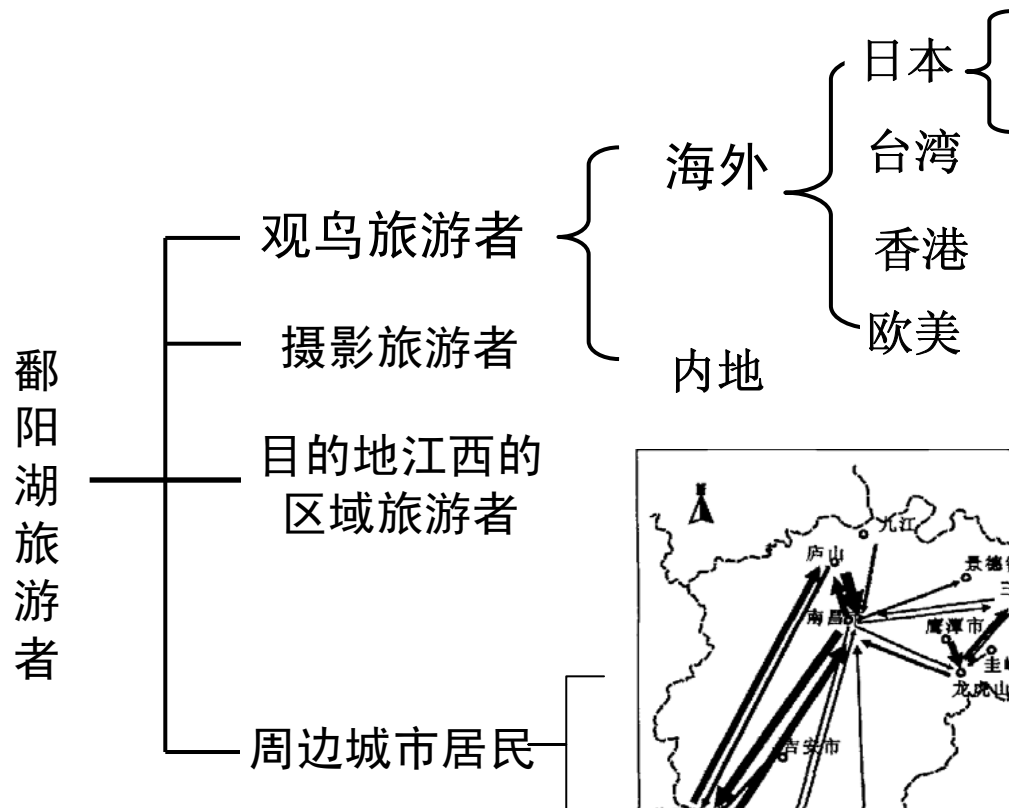 鄱阳湖旅游者
观鸟旅游者
海外
日本
台湾
香港
欧美
内地
摄影旅游者
目的地江西的
区域旅游者
周边城市居民
九江
庐山
景德
南昌
鹰潭市
龙虎山
吉安市